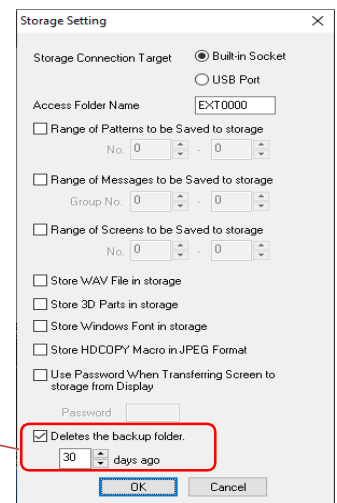 Storage Setting
Storage Connection Target Built-in Socket
USB Port
Access Folder Name EXT0000
Range of Patterns to be Saved to storage
No. 0 - 0
Range of Messages to be Saved to storage
Group No. 0 - 0
Range of Screens to be Saved to storage
No. 0 - 0
Store WAV File in storage
Store 3D Parts in storage
Store Windows Font in storage
Store HDCOPY Macro in JPEG Format
Use Password When Transferring Screen to
storage from Display
Password
Deletes the backup folder.
30 days ago
OK Cancel